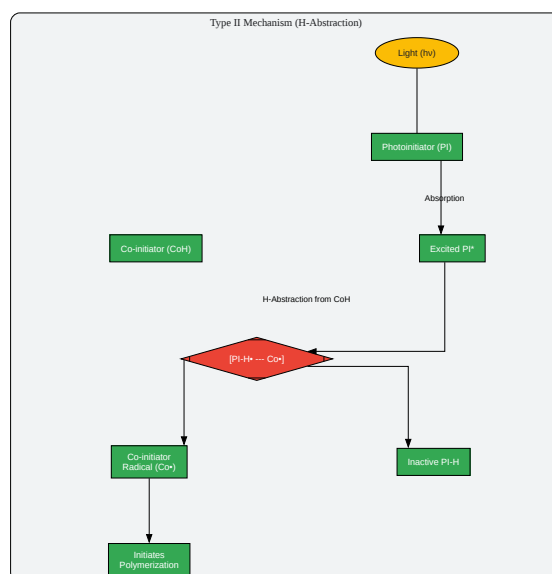 Type II Mechanism (H-Abstraction)
Light (hv)
Photoinitiator (PI)
Absorption
Co-initiator (CoH)
Excited PI*
H-Abstraction from CoH
[PI-H• --- Co•]
Co-initiator
Radical (Co•)
Inactive PI-H
Initiates
Polymerization